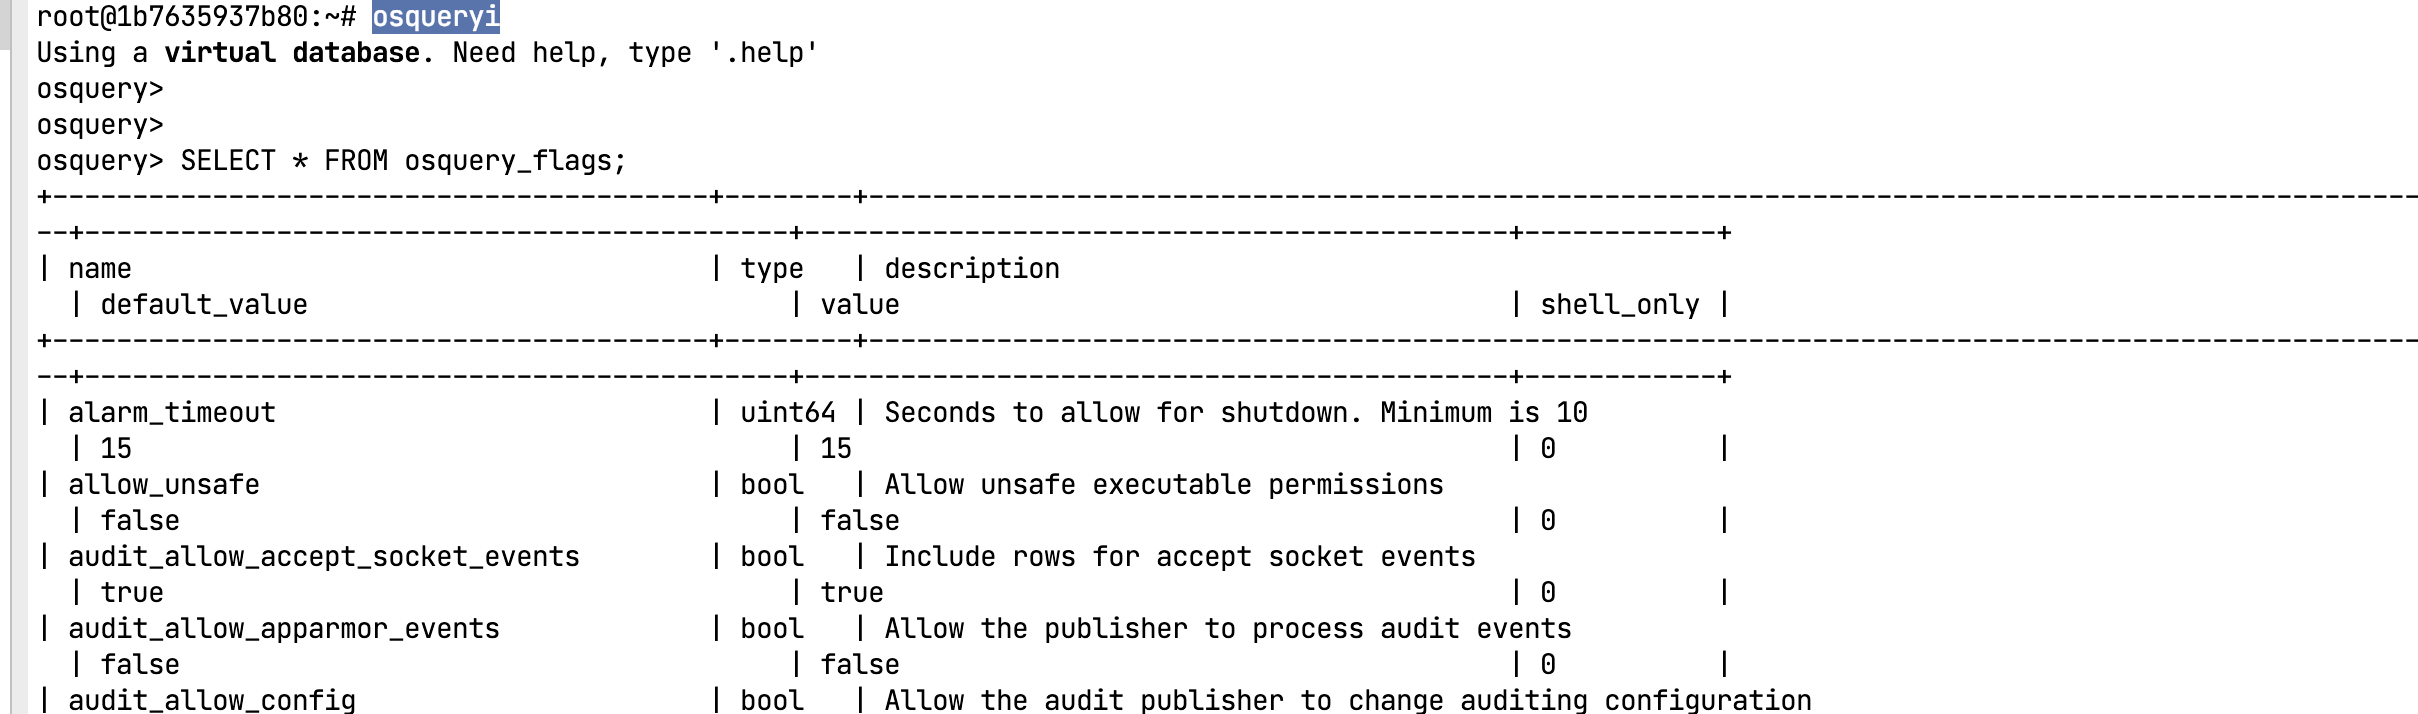 root@1b7635937b80:~# osqueryi
Using a virtual database. Need help, type '.help'
osquery>
osquery>
osquery> SELECT * FROM osquery_flags;
+-----------------------------------------+--------+-------------------------------------------------------------------------------------------------
--+--------------------------------------------+--------------------------------------------+------------+
| name                                    | type   | description
  | default_value                              | value                                      | shell_only |
+-----------------------------------------+--------+-------------------------------------------------------------------------------------------------
--+--------------------------------------------+--------------------------------------------+------------+
| alarm_timeout                           | uint64 | Seconds to allow for shutdown. Minimum is 10
  | 15                                         | 15                                         | 0          |
| allow_unsafe                            | bool   | Allow unsafe executable permissions
  | false                                      | false                                      | 0          |
| audit_allow_accept_socket_events        | bool   | Include rows for accept socket events
  | true                                       | true                                       | 0          |
| audit_allow_apparmor_events             | bool   | Allow the publisher to process audit events
  | false                                      | false                                      | 0          |
| audit_allow_config                      | bool   | Allow the audit publisher to change auditing configuration